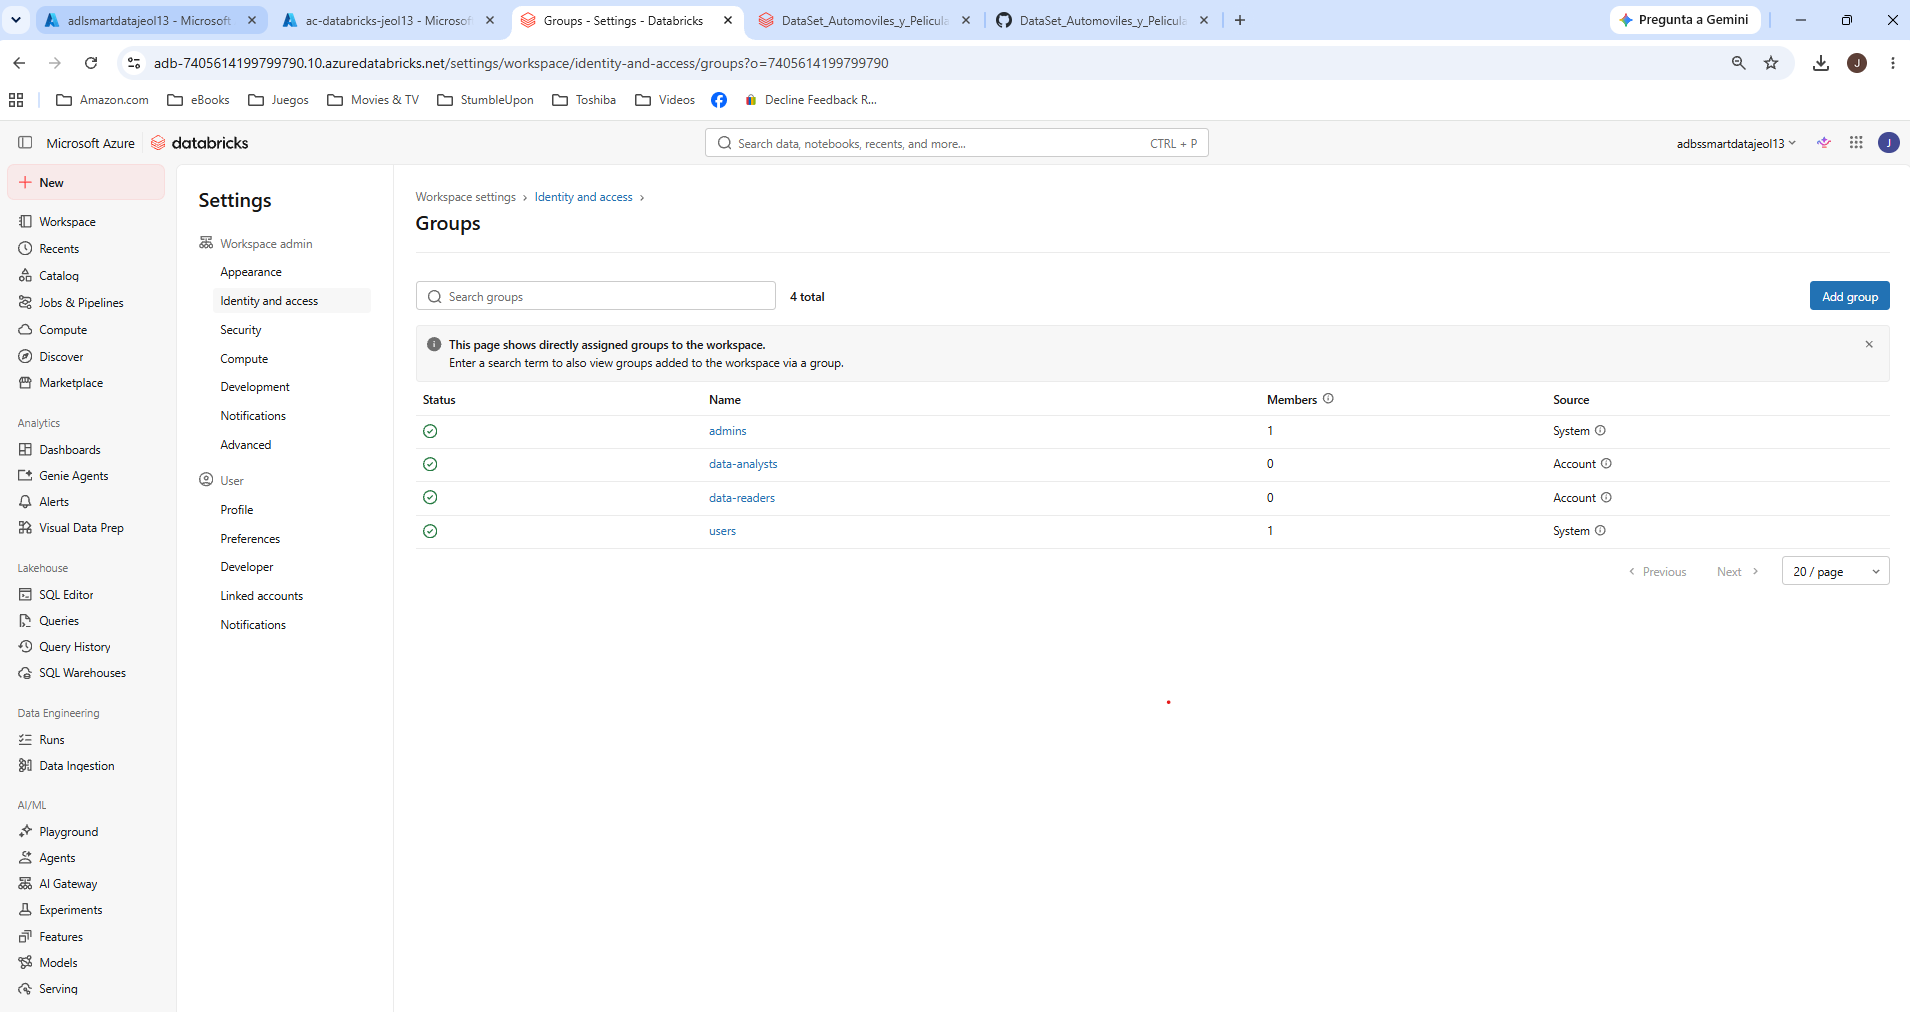 adlsmartdatajeol13 - Microsoft
ac-databricks-jeol13 - Microsof
Groups - Settings - Databricks
DataSet_Automoviles_y_Pelicula
DataSet_Automoviles_y_Pelicula
Pregunta a Gemini
adb-7405614199799790.10.azuredatabricks.net/settings/workspace/identity-and-access/groups?o=7405614199799790
J
Amazon.com
eBooks
Juegos
Movies & TV
StumbleUpon
Toshiba
Videos
Decline Feedback R...
Microsoft Azure
databricks
Search data, notebooks, recents, and more...
CTRL + P
adbssmartdatajeol13
J
New
Workspace
Recents
Catalog
Jobs & Pipelines
Compute
Discover
Marketplace
Analytics
Dashboards
Genie Agents
Alerts
Visual Data Prep
Lakehouse
SQL Editor
Queries
Query History
SQL Warehouses
Data Engineering
Runs
Data Ingestion
AI/ML
Playground
Agents
AI Gateway
Experiments
Features
Models
Serving
Settings
Workspace admin
Appearance
Identity and access
Security
Compute
Development
Notifications
Advanced
User
Profile
Preferences
Developer
Linked accounts
Notifications
Workspace settings > Identity and access >
Groups
Search groups
4 total
Add group
This page shows directly assigned groups to the workspace.
Enter a search term to also view groups added to the workspace via a group.
Status Name Members Source
admins 1 System
data-analysts 0 Account
data-readers 0 Account
users 1 System
Previous Next 20 / page